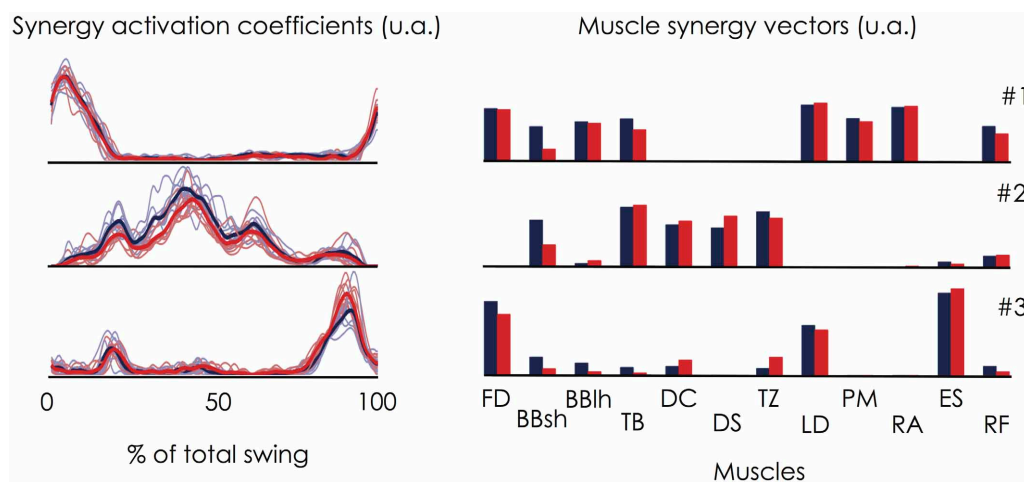 Synergy activation coefficients (u.a.)
Muscle synergy vectors (u.a.)
#1
#2
#3
0 50 100
% of total swing
FD BBsh BBlh TB DC DS TZ LD PM RA ES RF
Muscles